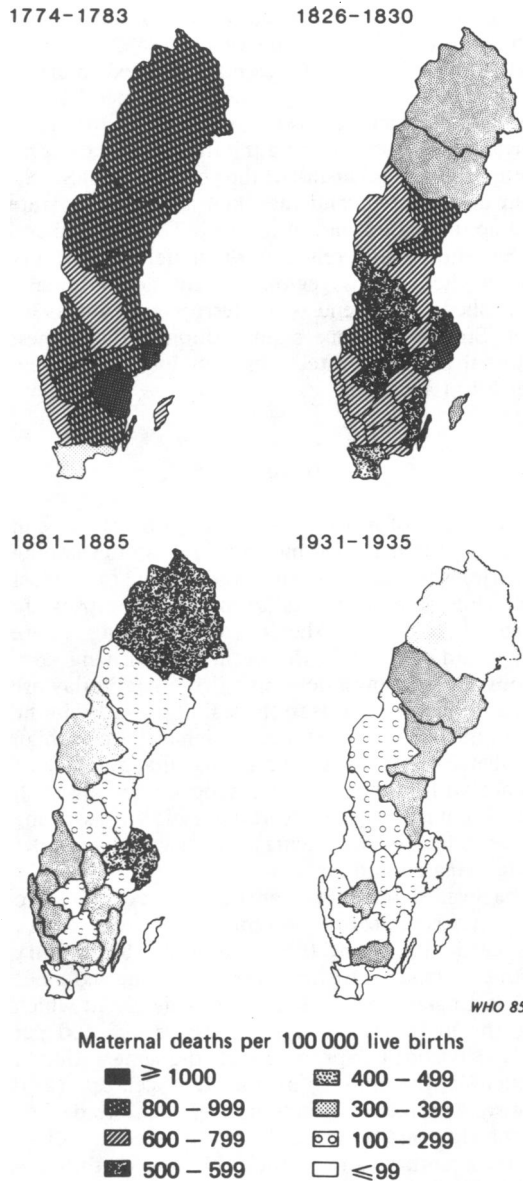 1774-1783 1826-1830
1881-1885 1931-1935
WHO 85
Maternal deaths per 100 000 live births
⩾ 1000 400 – 499
800 – 999 300 – 399
600 – 799 100 – 299
500 – 599 ⩽ 99